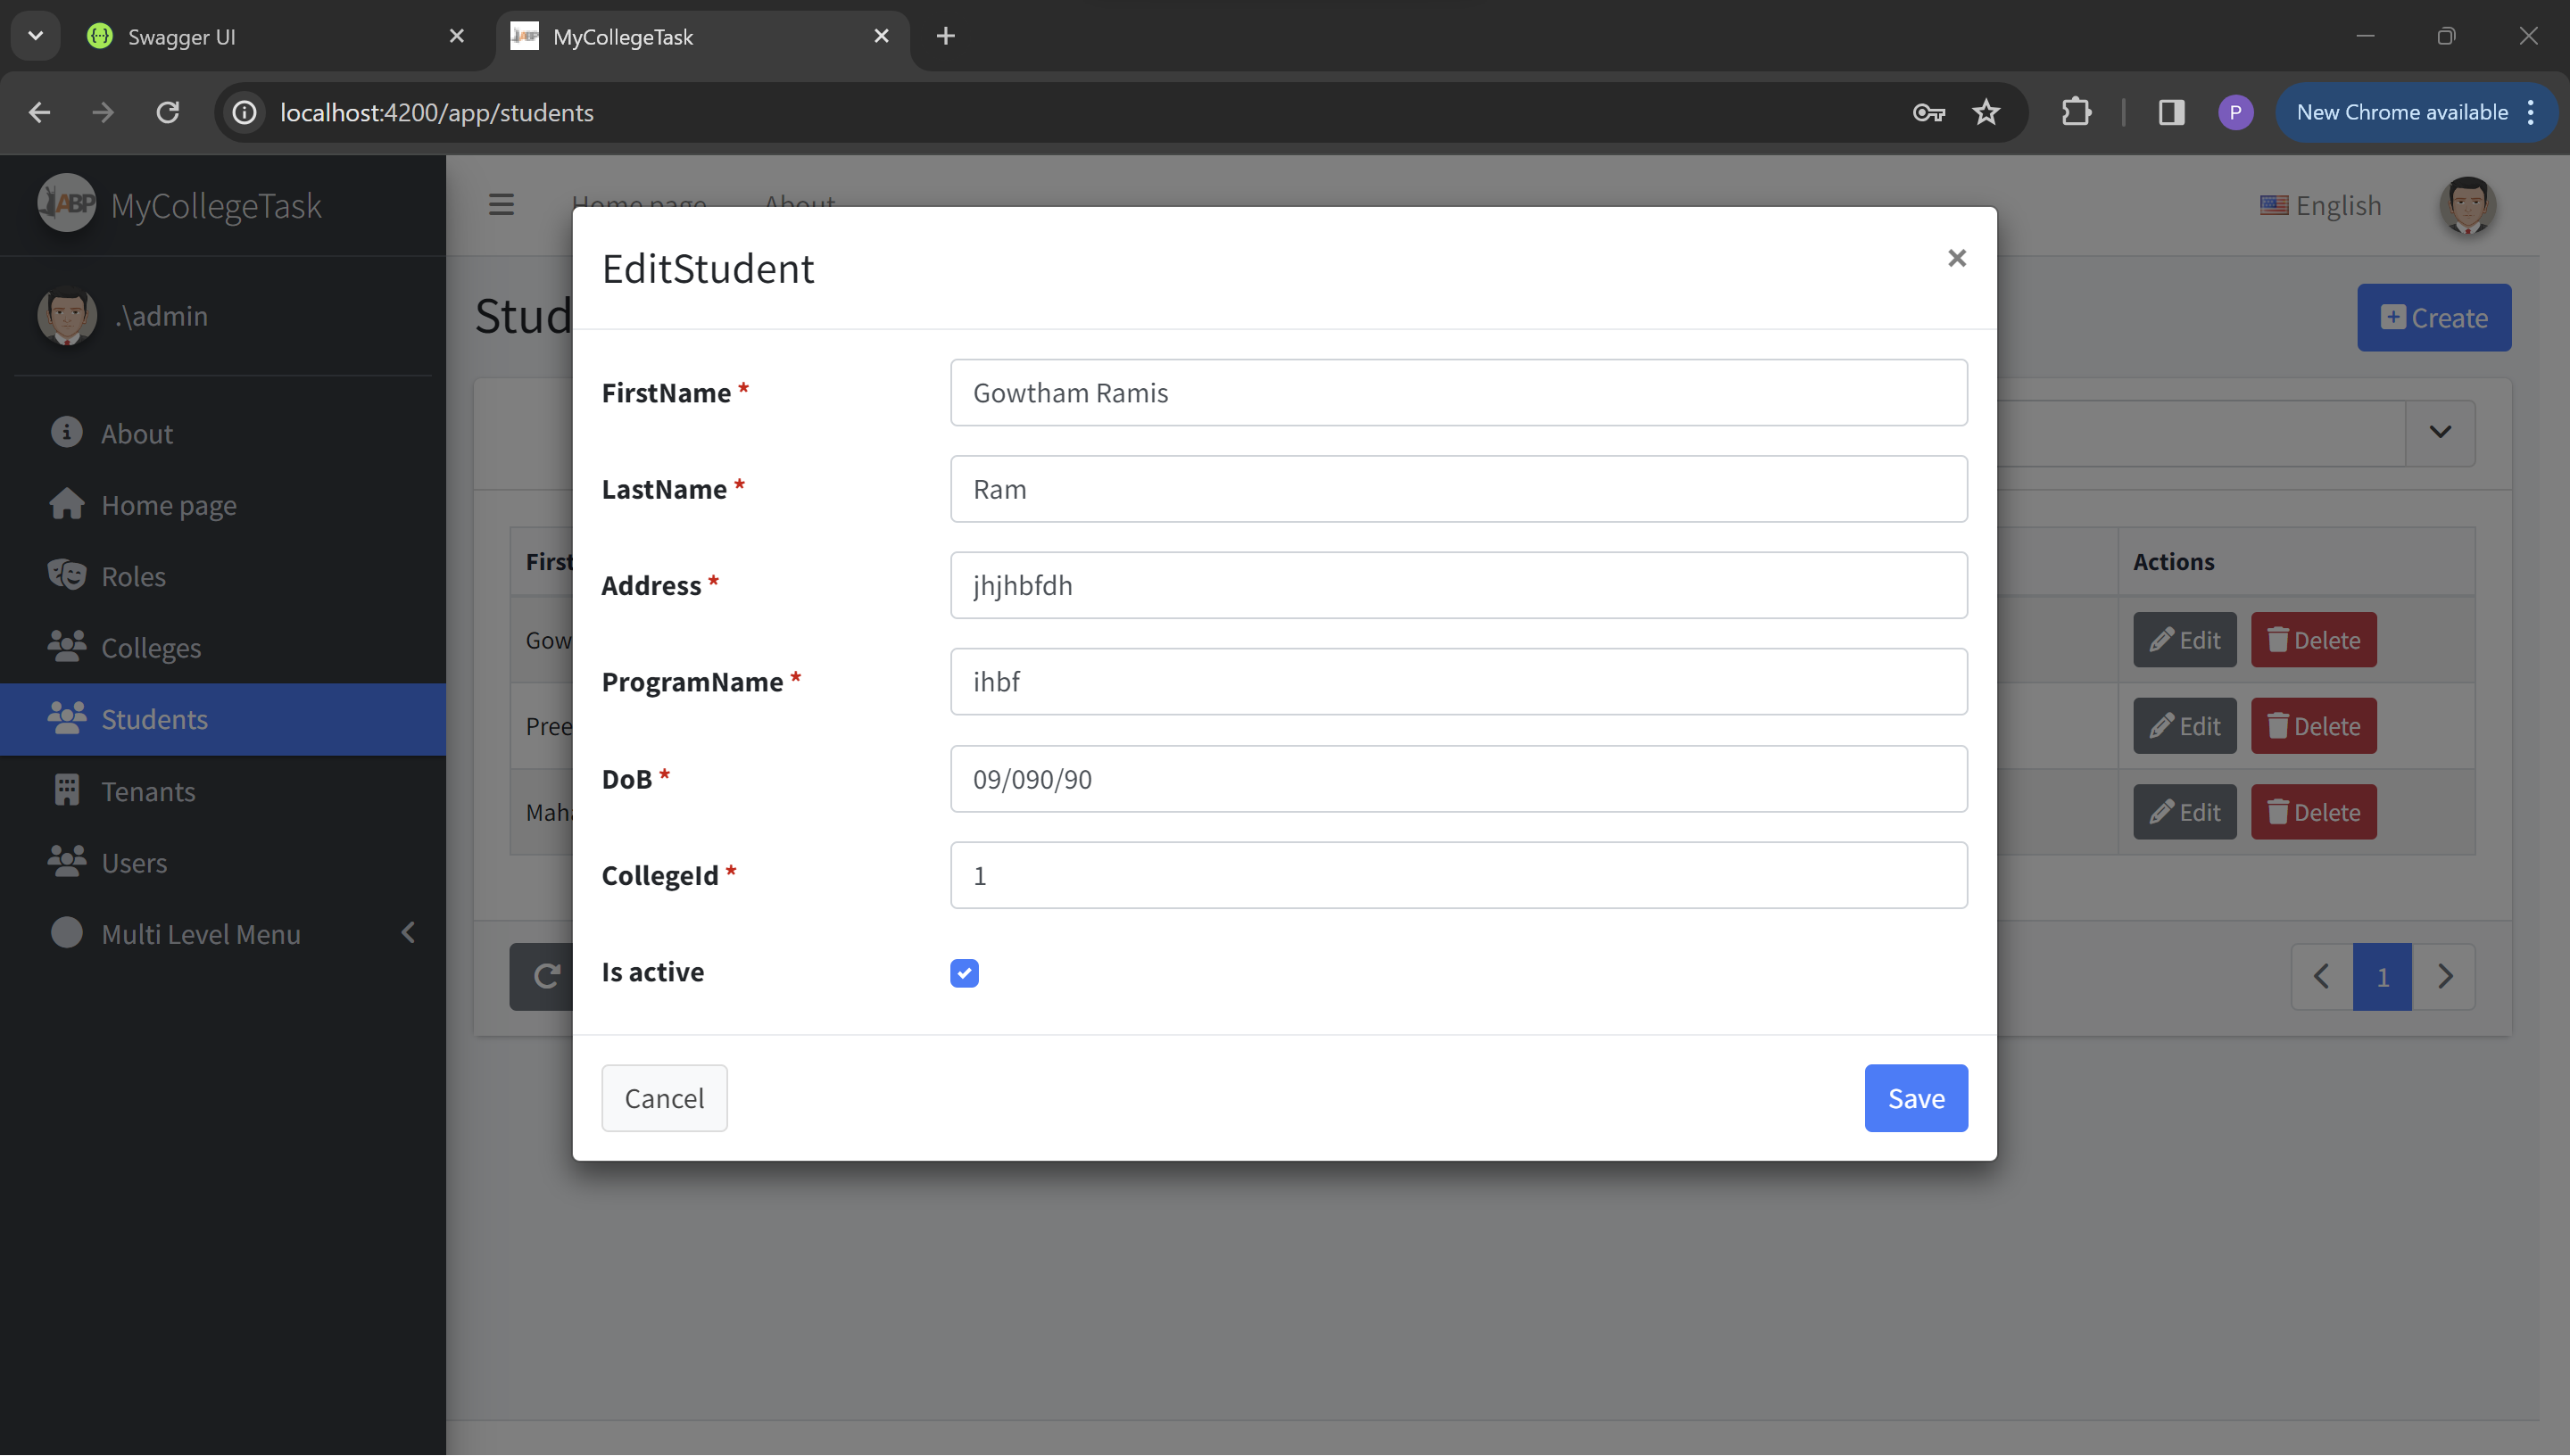 Swagger UI
MyCollegeTask
localhost:4200/app/students
P
New Chrome available
ABP
MyCollegeTask
Home page
About
English
.\admin
Stud
Create
About
Home page
Roles
Colleges
Students
Tenants
Users
Multi Level Menu
EditStudent
FirstName *
Gowtham Ramis
LastName *
Ram
Address *
jhjhbfdh
ProgramName *
ihbf
DoB *
09/090/90
CollegeId *
1
Is active
Cancel
Save
First
Actions
Gow
Edit
Delete
Pree
Edit
Delete
Mah
Edit
Delete
1